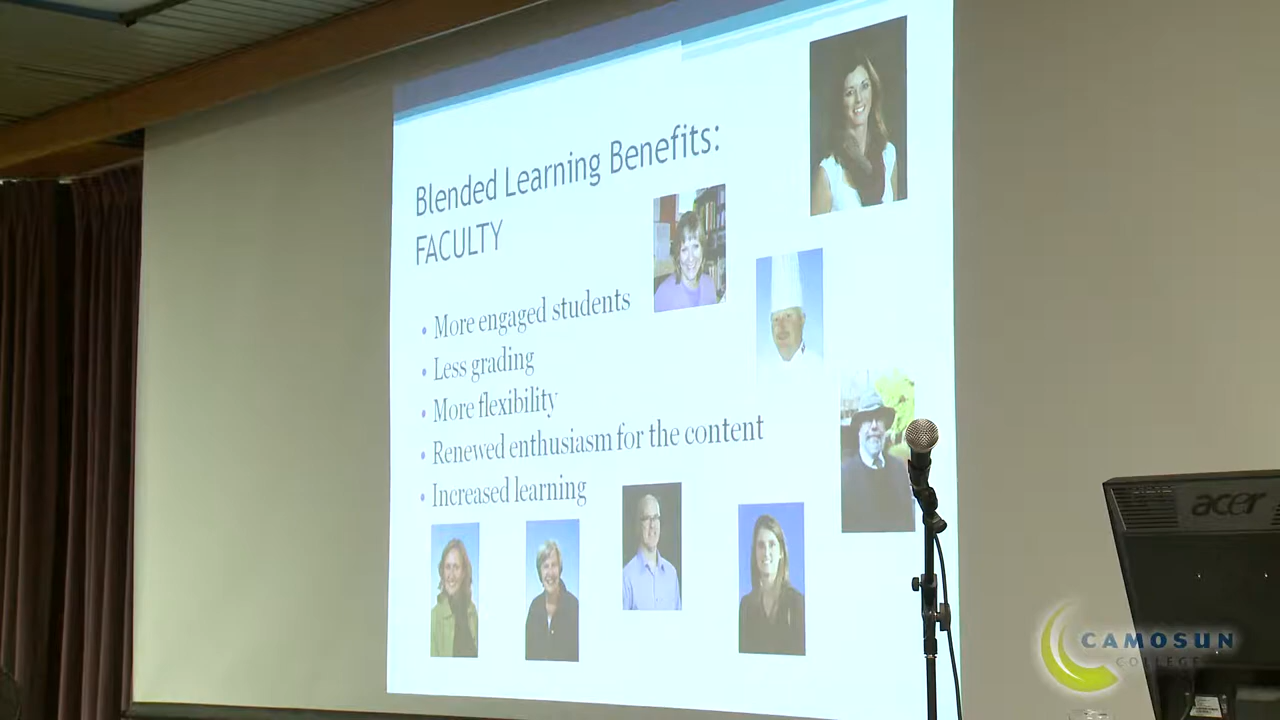 Blended Learning Benefits:
FACULTY
• More engaged students
• Less grading
• More flexibility
• Renewed enthusiasm for the content
• Increased learning
acer
CAMOSUN
COLLEGE